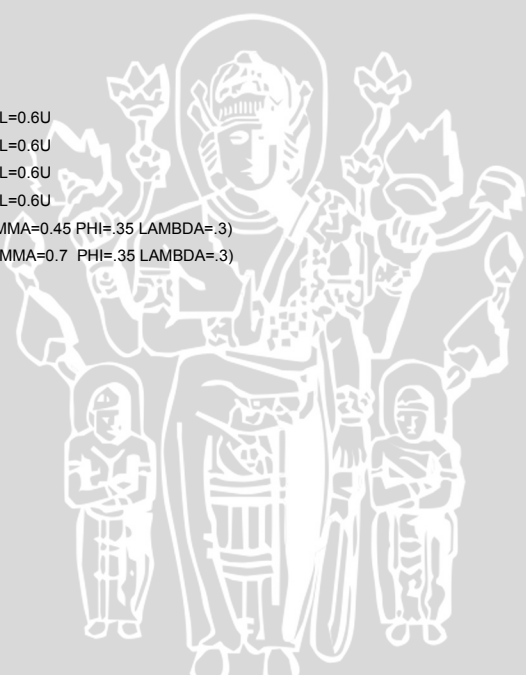 L=0.6U
L=0.6U
L=0.6U
L=0.6U
MMA=0.45 PHI=.35 LAMBDA=.3)
MMA=0.7  PHI=.35 LAMBDA=.3)